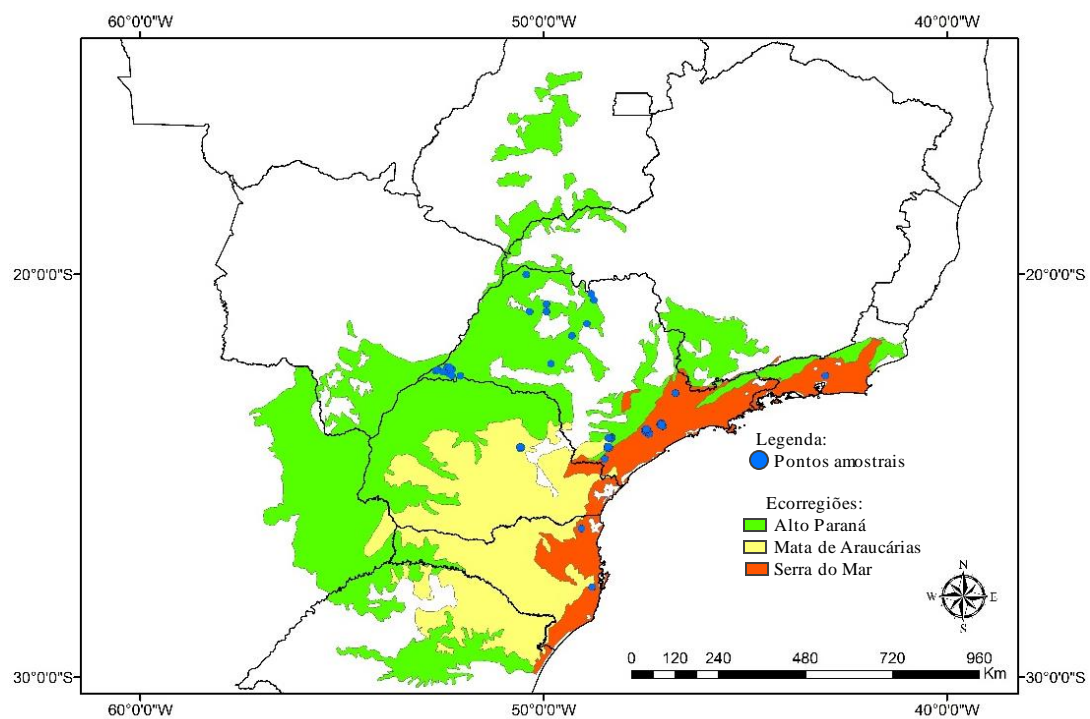 60°0'0"W 50°0'0"W 40°0'0"W
20°0'0"S 20°0'0"S
Legenda:
Pontos amostrais
Ecorregiões:
Alto Paraná
Mata de Araucárias
Serra do Mar
N
W E
S
0 120 240 480 720 960
Km
30°0'0"S 30°0'0"S
60°0'0"W 50°0'0"W 40°0'0"W